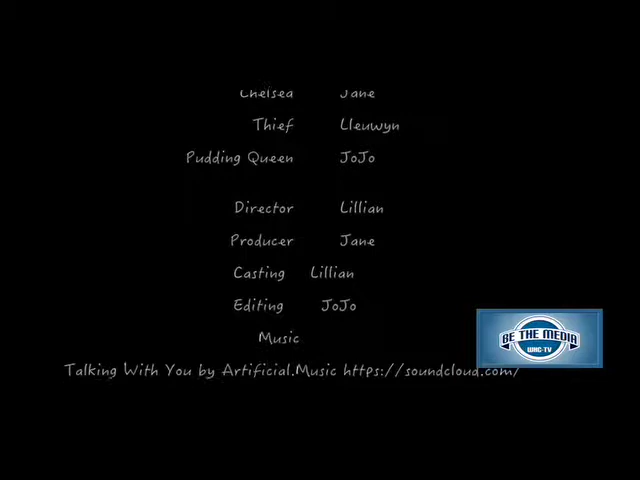 Chelsea Jane
Thief Lleuwyn
Pudding Queen JoJo
Director Lillian
Producer Jane
Casting Lillian
Editing JoJo
Music
BE THE MEDIA
WHC-TV
Talking With You by Artificial.Music https://soundcloud.com/